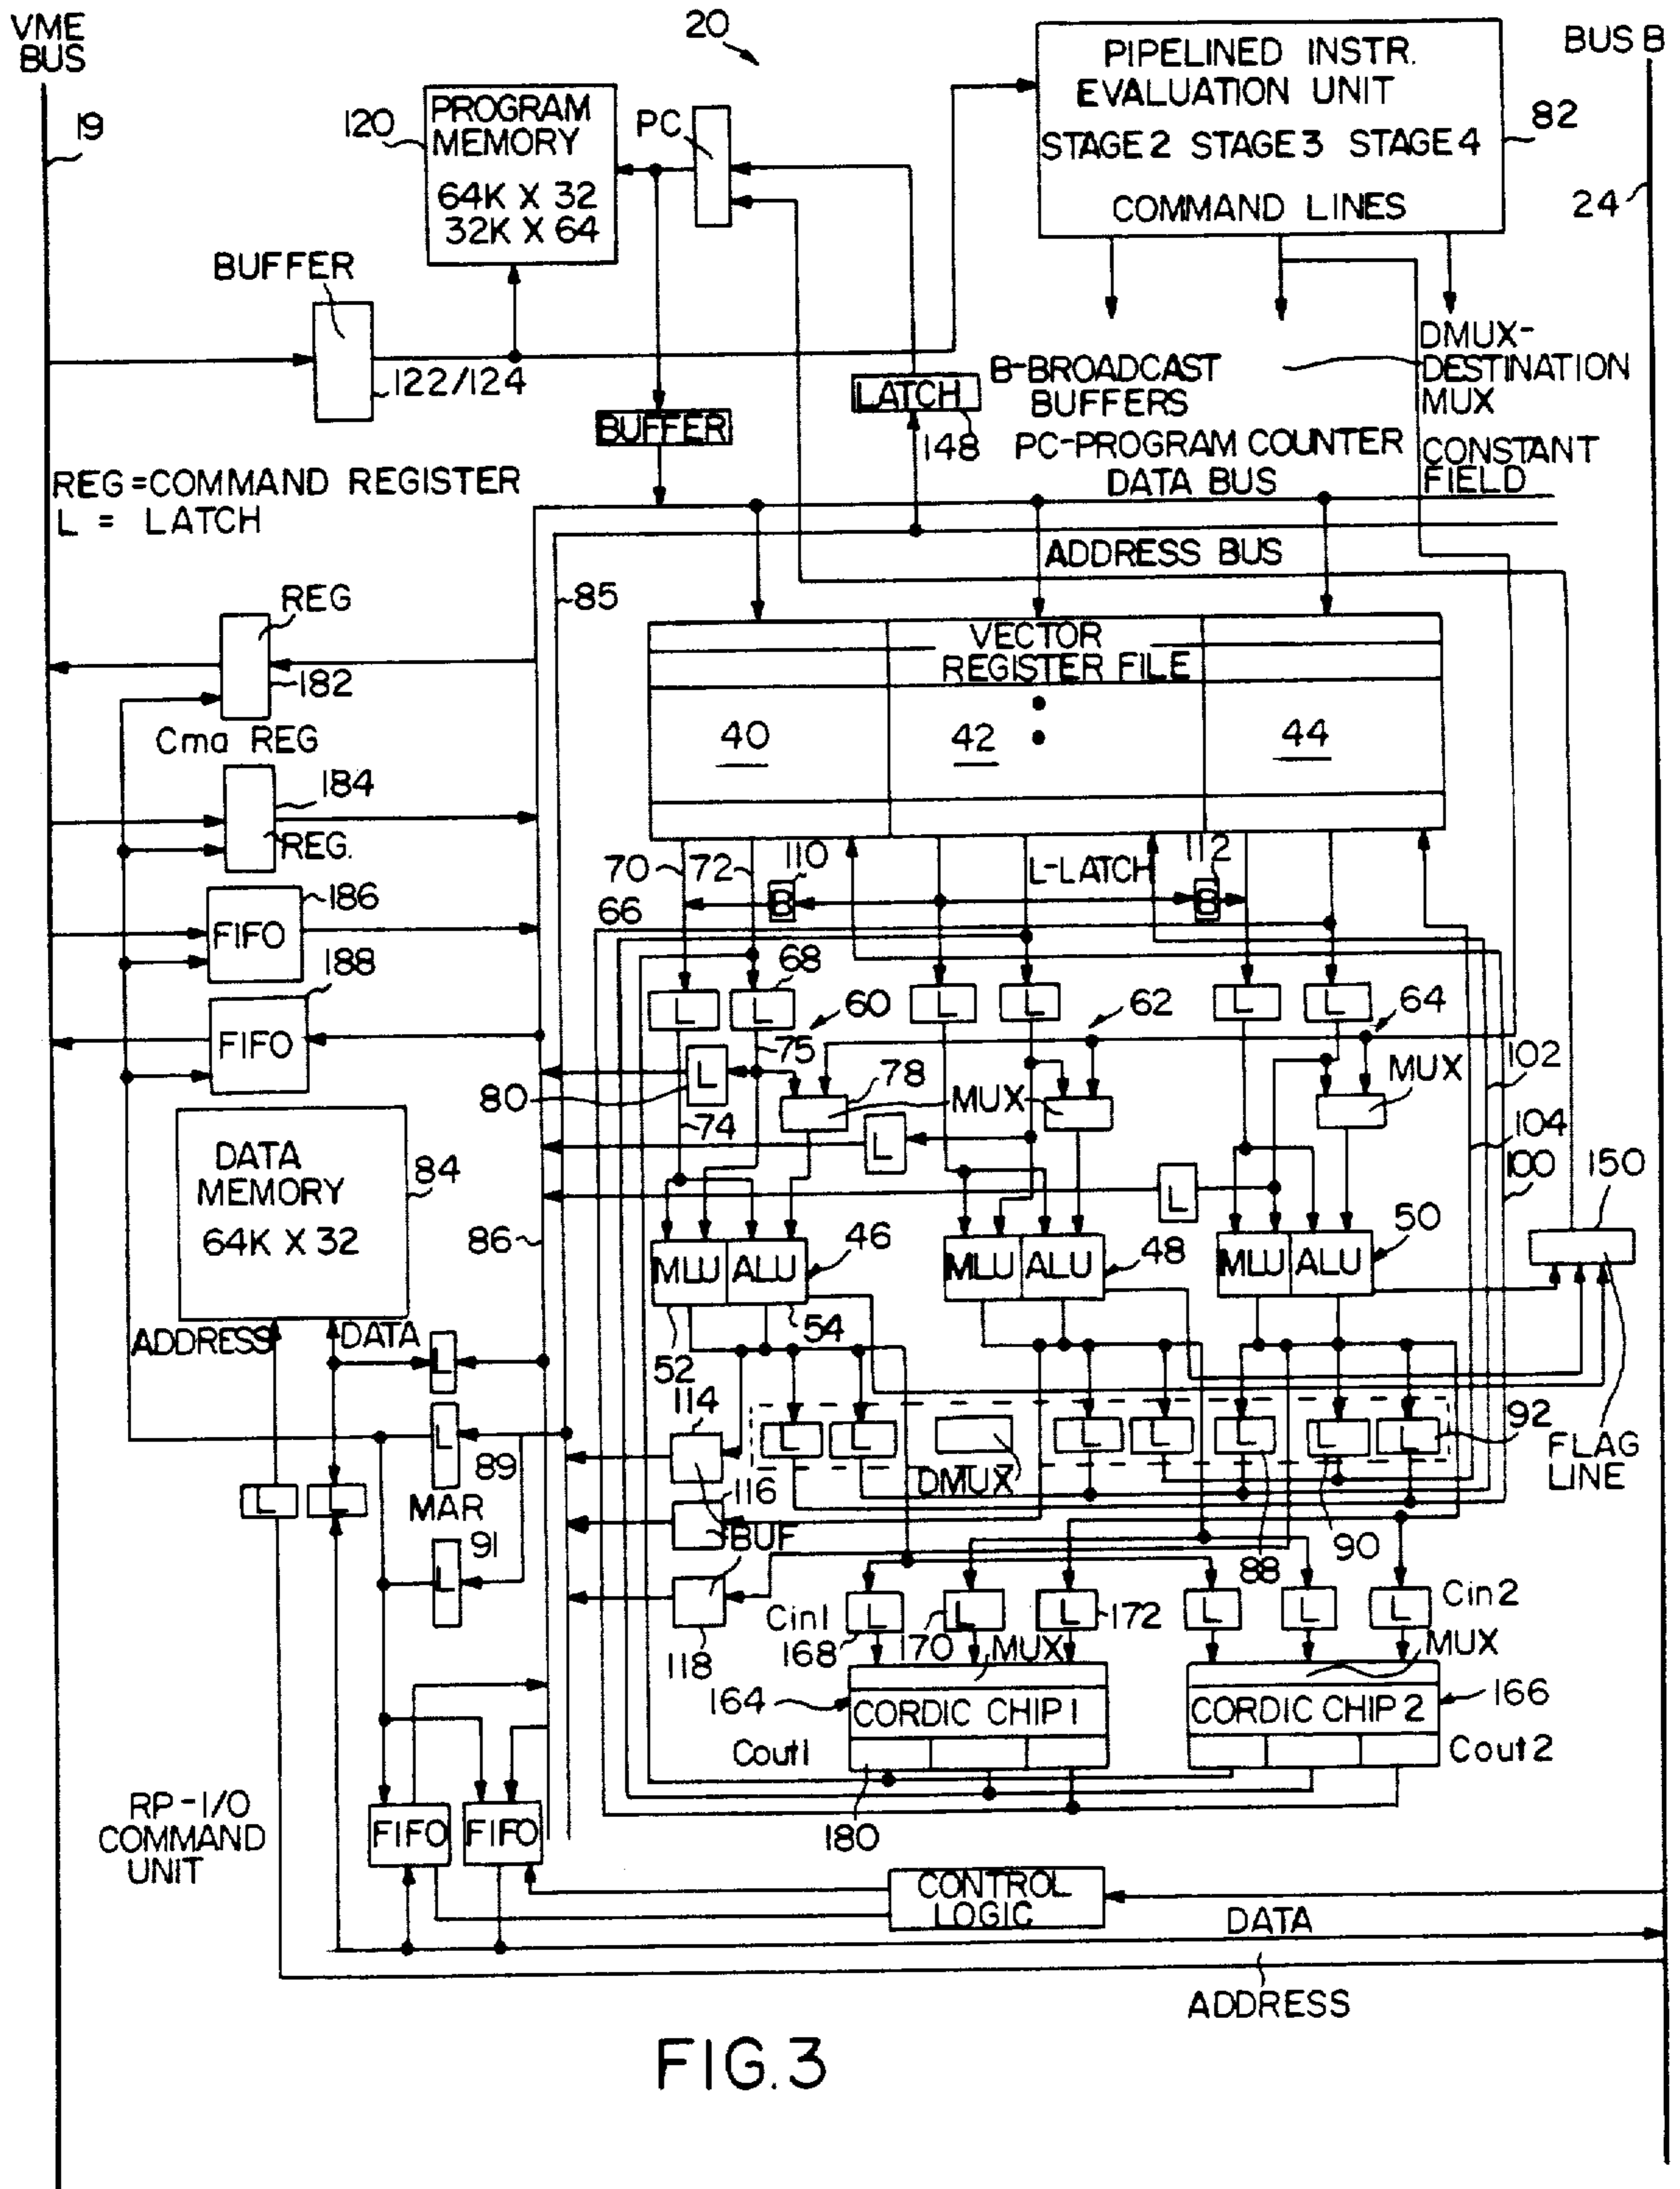 VME
BUS
19
20
120
PROGRAM
MEMORY
64K X 32
32K X 64
PC
PIPELINED INSTR.
EVALUATION UNIT
STAGE 2 STAGE 3 STAGE 4
COMMAND LINES
82
BUS B
24
BUFFER
122/124
BUFFER
LATCH
148
B-BROADCAST
BUFFERS
DMUX-
DESTINATION
MUX
PC-PROGRAM COUNTER
DATA BUS
CONSTANT
FIELD
REG=COMMAND REGISTER
L = LATCH
ADDRESS BUS
85
REG
182
Cma REG
184
REG.
186
FIFO
188
FIFO
VECTOR
REGISTER FILE
40
42
44
70
72
110
B
L-LATCH
112
B
66
68
L
L
L
L
L
L
60
62
64
75
80
L
78
MUX
MUX
102
74
L
104
100
150
L
DATA
MEMORY
64K X 32
84
86
MLU
ALU
46
MLU
ALU
48
MLU
ALU
50
52
54
ADDRESS
DATA
L
114
L
L
DMUX
L
L
L
L
L
92
FLAG
LINE
L
89
MAR
L
L
116
BUF
88
90
91
L
118
Cin1
168
L
170
L
L
172
L
L
L
Cin2
MUX
MUX
164
CORDIC CHIP 1
CORDIC CHIP 2
166
Cout1
Cout2
180
RP-I/O
COMMAND
UNIT
FIFO
FIFO
CONTROL
LOGIC
DATA
ADDRESS
FIG.3